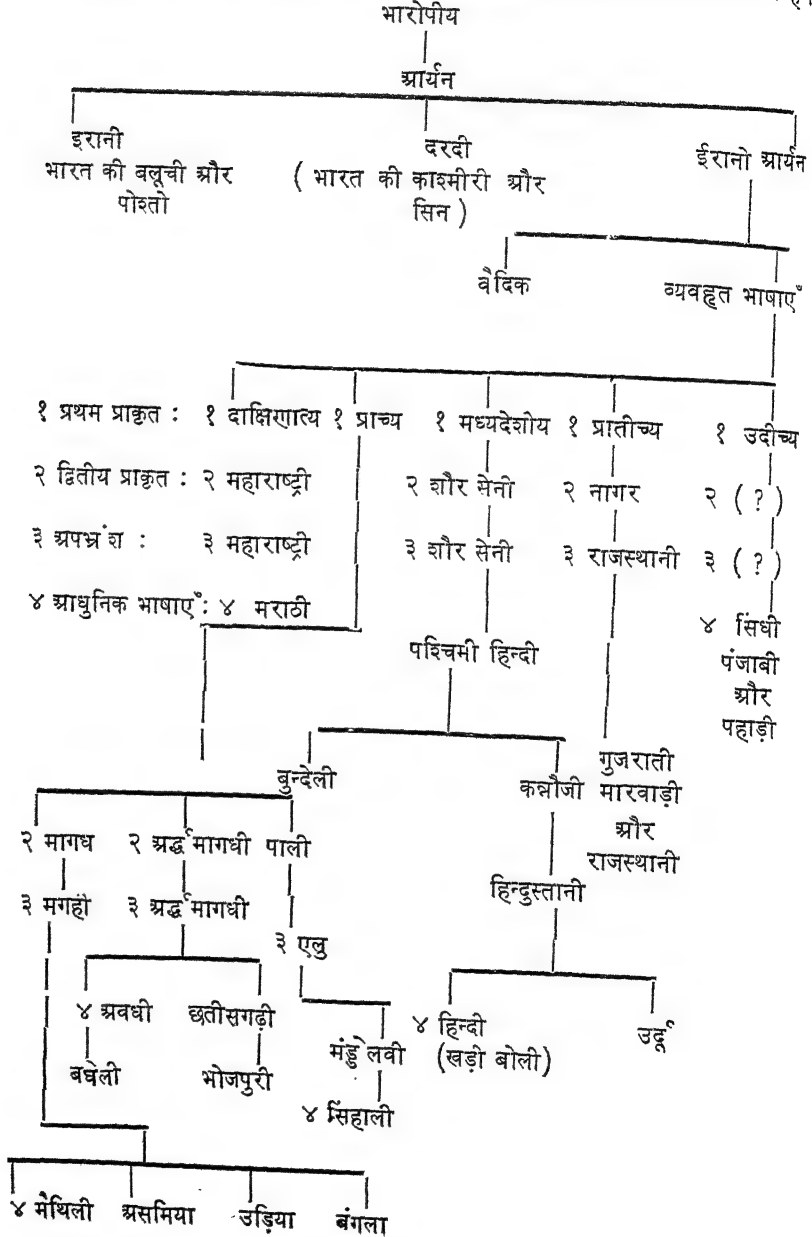 भारोपीय
आर्यन
इरानी दरदी ईरानो आर्यन
भारत की बलूची और ( भारत की काश्मीरी और
पोश्तो सिन )
वैदिक व्यवहृत भाषाएँ
१ प्रथम प्राकृत : १ दाक्षिणात्य १ प्राच्य १ मध्यदेशोय १ प्रातीच्य १ उदीच्य
२ द्वितीय प्राकृत : २ महाराष्ट्री २ शौर सेनी २ नागर २ ( ? )
३ अपभ्रंश : ३ महाराष्ट्री ३ शौर सेनी ३ राजस्थानी ३ ( ? )
४ आधुनिक भाषाएँ : ४ मराठी ४ सिंधी
पश्चिमी हिन्दी पंजाबी
और
पहाड़ी
बुन्देली कन्नौजी गुजराती
मारवाड़ी
और
राजस्थानी
२ मागध २ अर्द्धमागधी पाली
हिन्दुस्तानी
३ मगही ३ अर्द्धमागधी
३ एलु
४ अवधी छतीसगढ़ी ४ हिन्दी उर्दू
बघेली भोजपुरी मंड्डेलवी (खड़ी बोली)
४ सिंहाली
४ मैथिली असमिया उड़िया बंगला